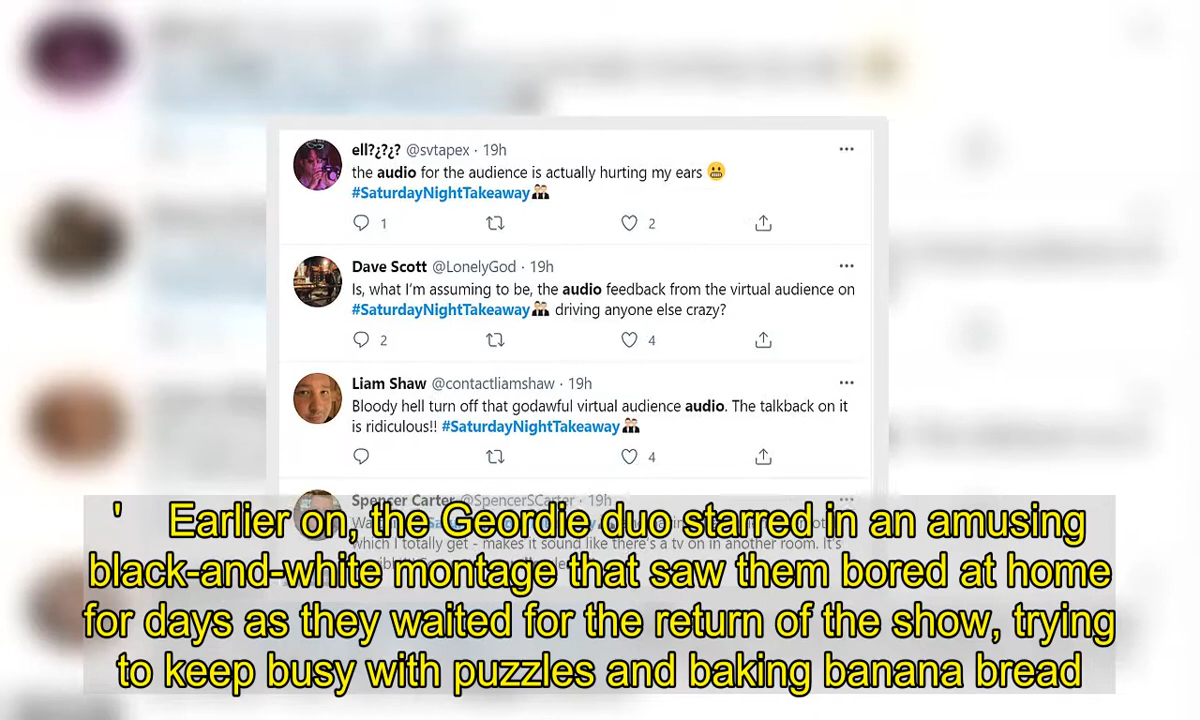 ell?¿?¿? @svtapex · 19h
the audio for the audience is actually hurting my ears 😬
#SaturdayNightTakeaway
1 2
Dave Scott @LonelyGod · 19h
Is, what I'm assuming to be, the audio feedback from the virtual audience on
#SaturdayNightTakeaway driving anyone else crazy?
2 4
Liam Shaw @contactliamshaw · 19h
Bloody hell turn off that godawful virtual audience audio. The talkback on it
is ridiculous!! #SaturdayNightTakeaway
4
Spencer Carter @SpencerSCarter · 19h
which I totally get - makes it sound like there's a tv on in another room. It's
' Earlier on, the Geordie duo starred in an amusing
black-and-white montage that saw them bored at home
for days as they waited for the return of the show, trying
to keep busy with puzzles and baking banana bread